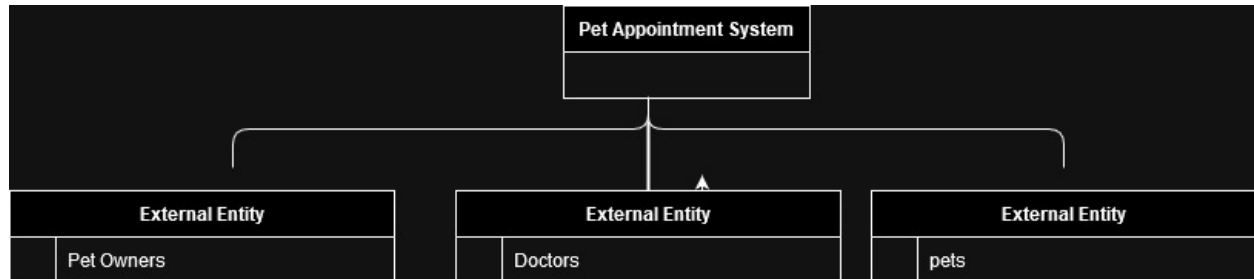 Pet Appointment System
External Entity
Pet Owners
External Entity
Doctors
External Entity
pets